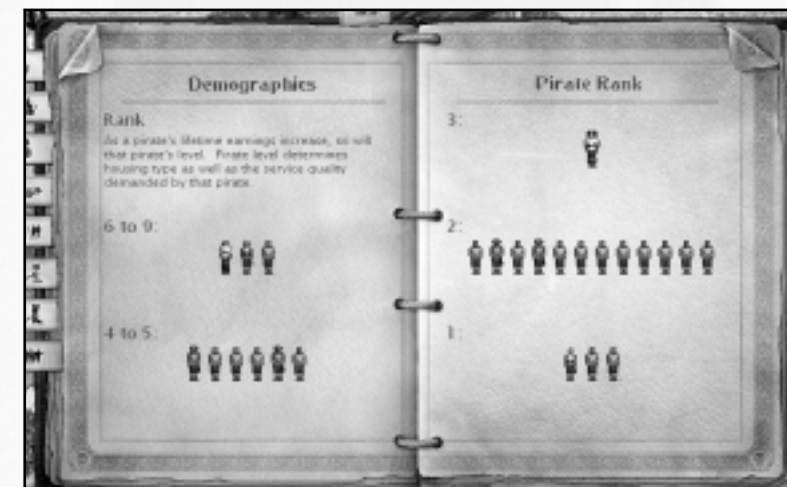 Demographics
Rank
As a pirate's lifetime earnings increase, so will
that pirate's level. Pirate level determines
housing type as well as the service quality
demanded by that pirate.
6 to 9:
4 to 5:
Pirate Rank
3:
2:
1: